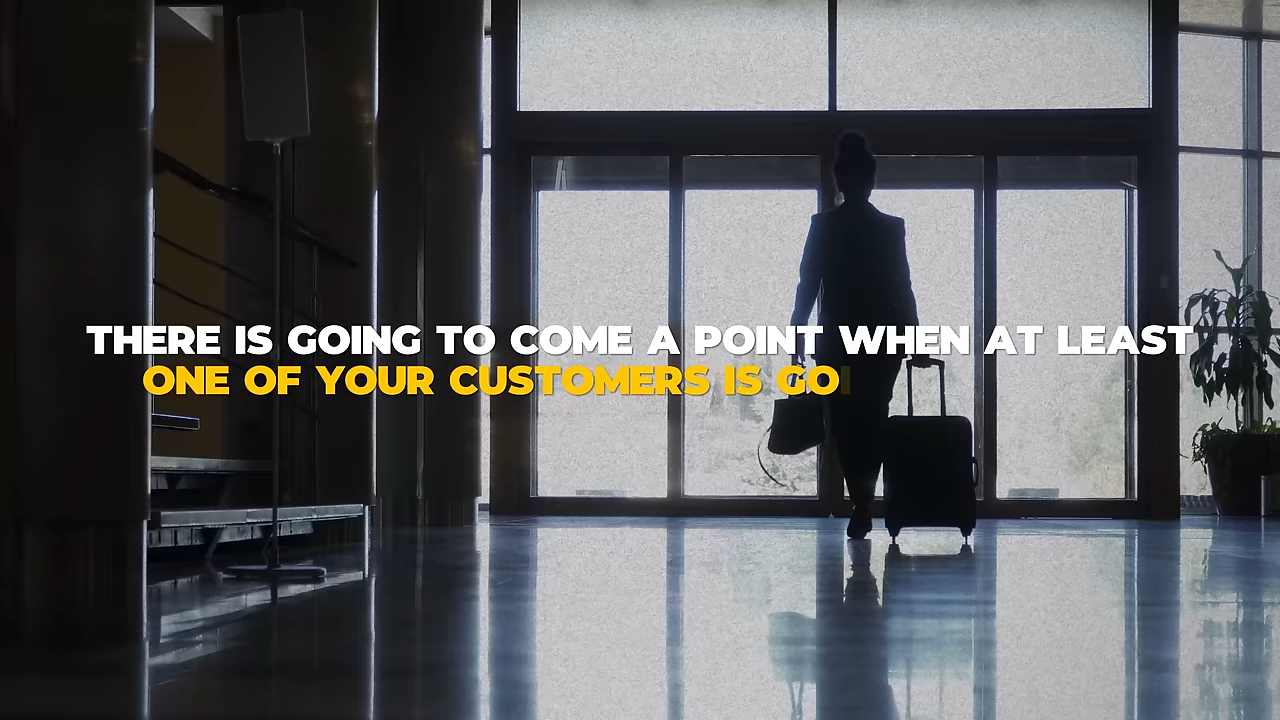 THERE IS GOING TO COME A POINT WHEN AT LEAST
ONE OF YOUR CUSTOMERS IS GO